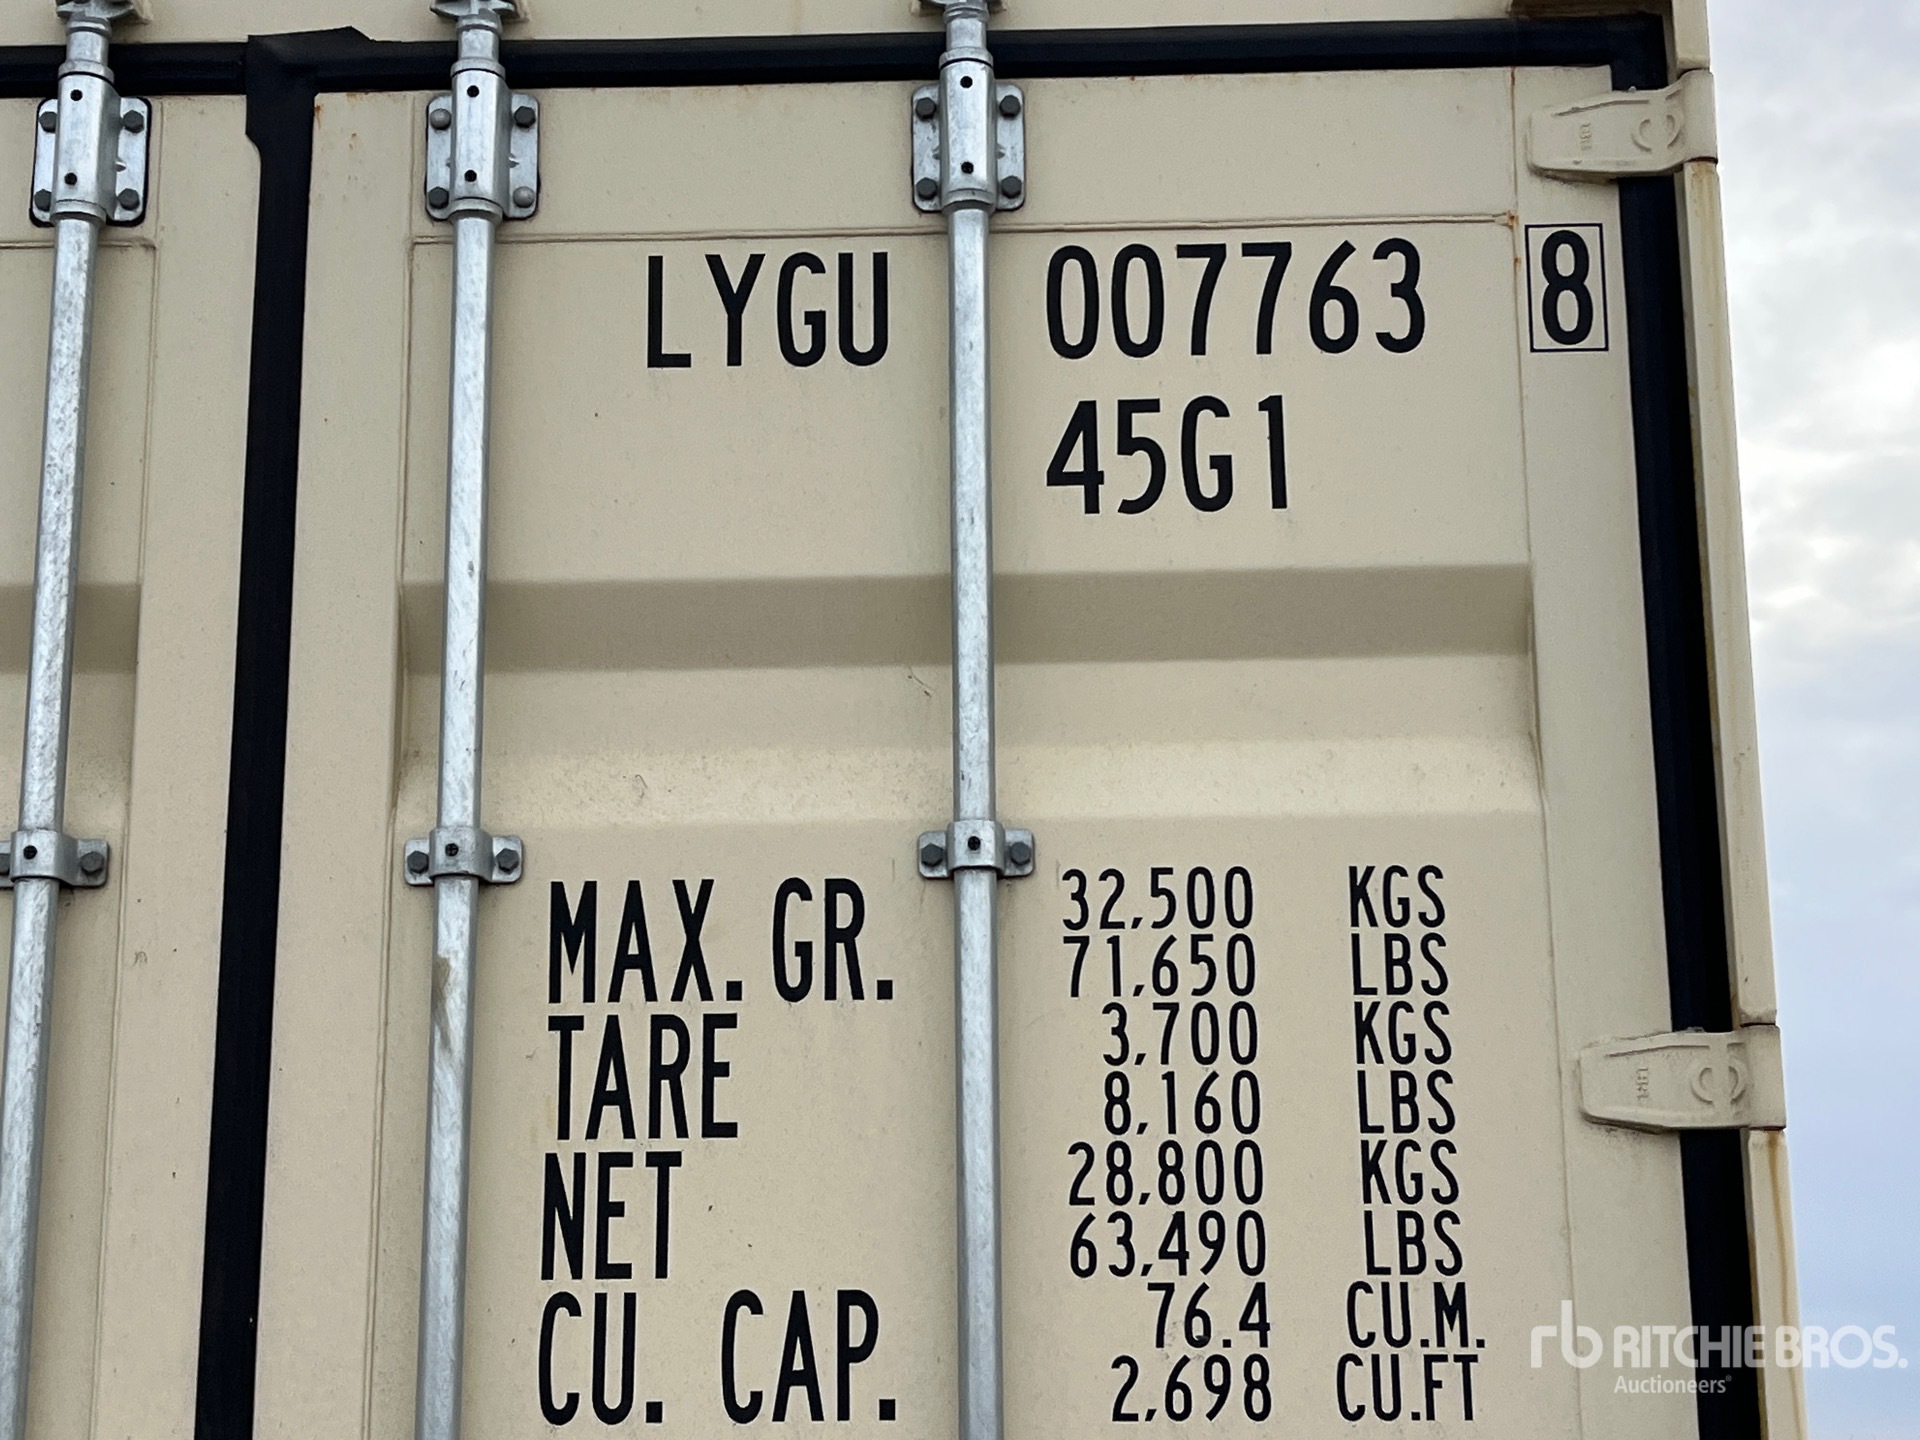 LYGU 007763 8
45G1
MAX. GR. 32,500 KGS
71,650 LBS
TARE 3,700 KGS
8,160 LBS
NET 28,800 KGS
63,490 LBS
CU. CAP. 76.4 CU.M.
2,698 CU.FT
rb RITCHIE BROS.
Auctioneers